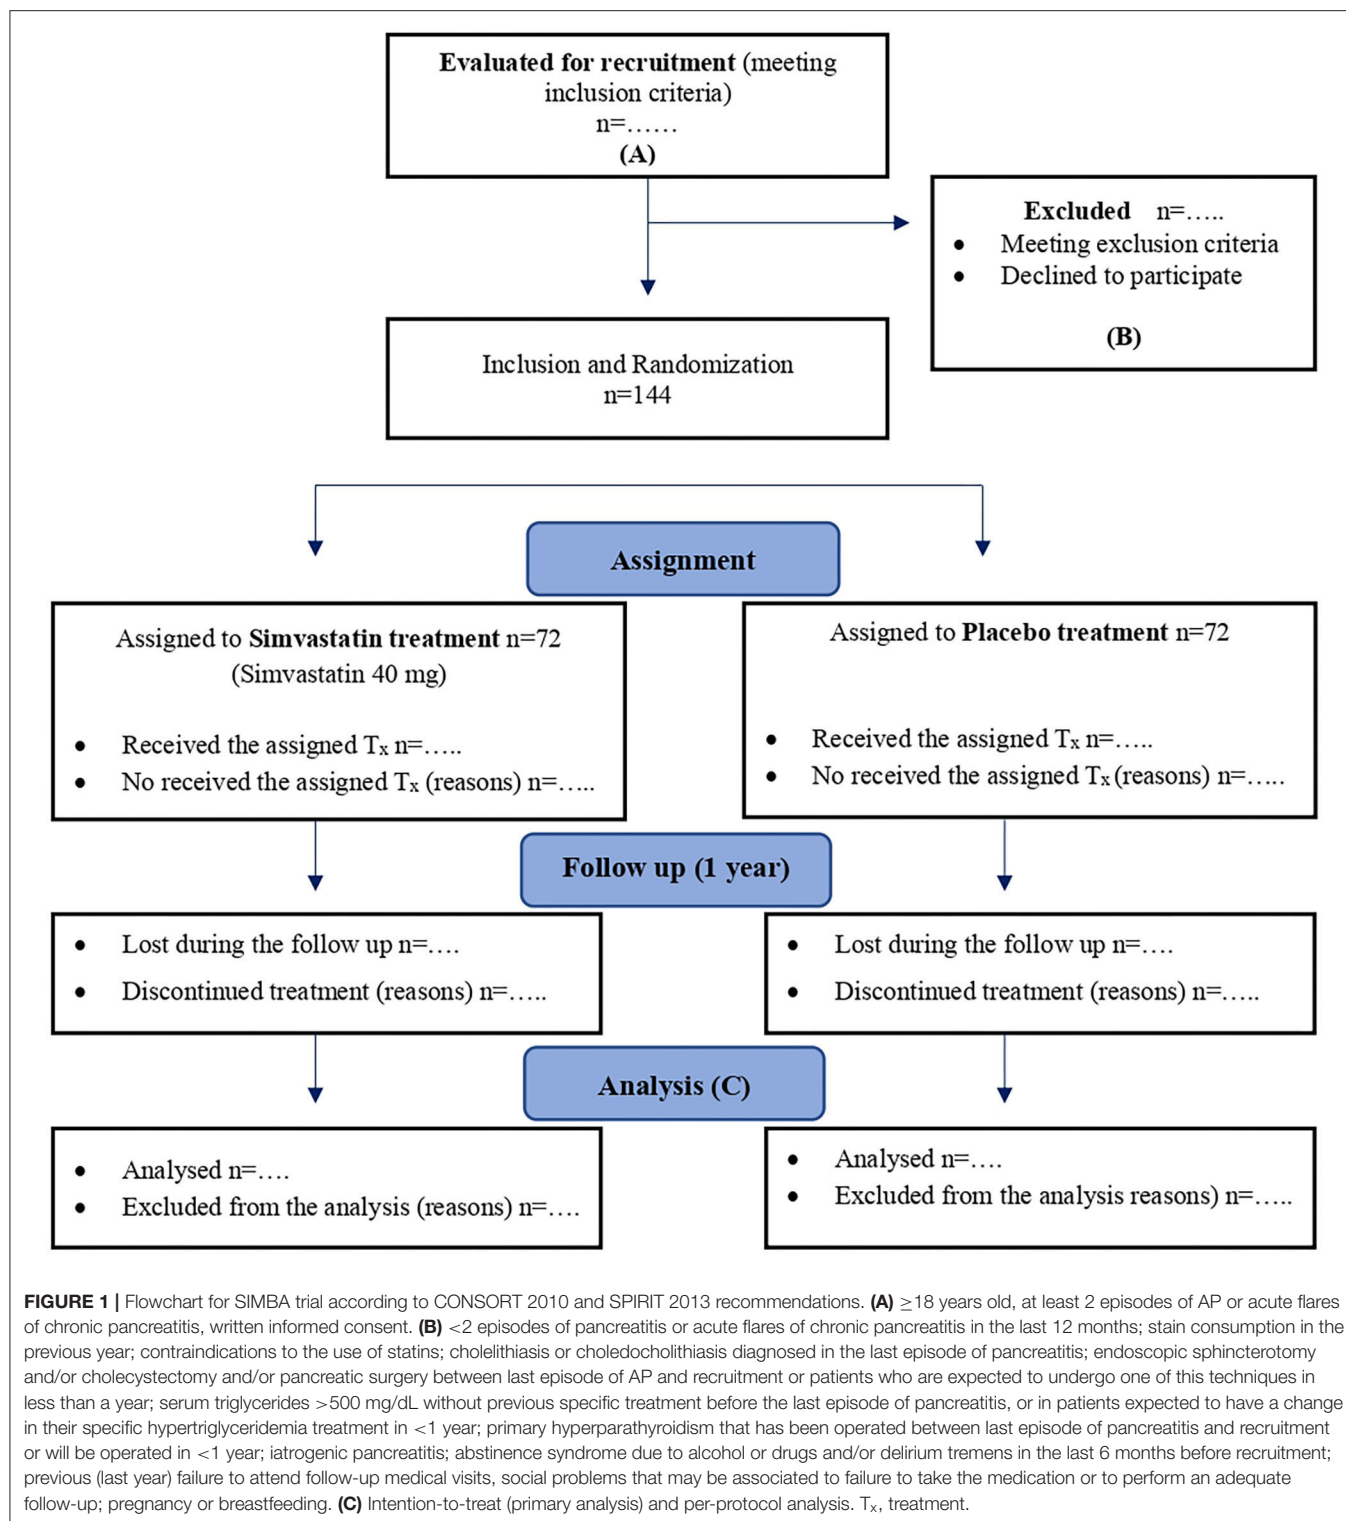 Evaluated for recruitment (meeting
inclusion criteria)
n=……
(A)
Excluded n=…..
• Meeting exclusion criteria
• Declined to participate
(B)
Inclusion and Randomization
n=144
Assignment
Assigned to Simvastatin treatment n=72
(Simvastatin 40 mg)
• Received the assigned Tₓ n=…..
• No received the assigned Tₓ (reasons) n=…..
Assigned to Placebo treatment n=72
• Received the assigned Tₓ n=…..
• No received the assigned Tₓ (reasons) n=…..
Follow up (1 year)
• Lost during the follow up n=….
• Discontinued treatment (reasons) n=…..
• Lost during the follow up n=….
• Discontinued treatment (reasons) n=…..
Analysis (C)
• Analysed n=….
• Excluded from the analysis (reasons) n=….
• Analysed n=….
• Excluded from the analysis reasons) n=…..
FIGURE 1 | Flowchart for SIMBA trial according to CONSORT 2010 and SPIRIT 2013 recommendations. (A) ≥18 years old, at least 2 episodes of AP or acute flares
of chronic pancreatitis, written informed consent. (B) <2 episodes of pancreatitis or acute flares of chronic pancreatitis in the last 12 months; stain consumption in the
previous year; contraindications to the use of statins; cholelithiasis or choledocholithiasis diagnosed in the last episode of pancreatitis; endoscopic sphincterotomy
and/or cholecystectomy and/or pancreatic surgery between last episode of AP and recruitment or patients who are expected to undergo one of this techniques in
less than a year; serum triglycerides >500 mg/dL without previous specific treatment before the last episode of pancreatitis, or in patients expected to have a change
in their specific hypertriglyceridemia treatment in <1 year; primary hyperparathyroidism that has been operated between last episode of pancreatitis and recruitment
or will be operated in <1 year; iatrogenic pancreatitis; abstinence syndrome due to alcohol or drugs and/or delirium tremens in the last 6 months before recruitment;
previous (last year) failure to attend follow-up medical visits, social problems that may be associated to failure to take the medication or to perform an adequate
follow-up; pregnancy or breastfeeding. (C) Intention-to-treat (primary analysis) and per-protocol analysis. Tₓ, treatment.